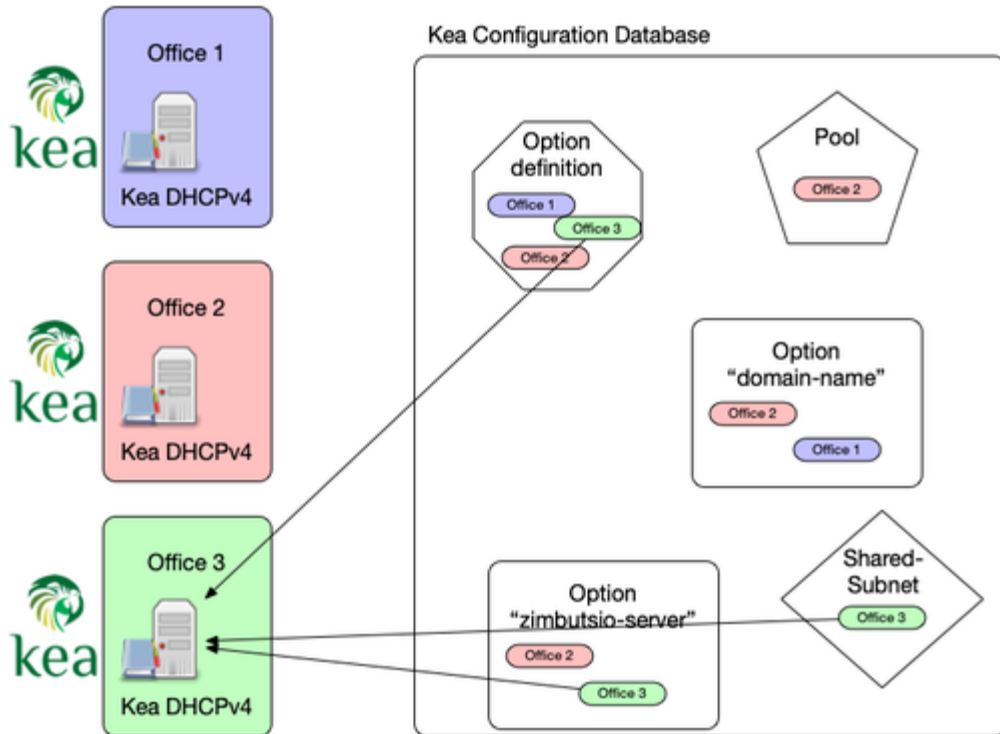 Kea Configuration Database
Office 1
kea
Kea DHCPv4
Office 2
kea
Kea DHCPv4
Office 3
kea
Kea DHCPv4
Option
definition
Office 1
Office 3
Office 2
Pool
Office 2
Option
“domain-name”
Office 2
Office 1
Shared-
Subnet
Office 3
Option
“zimbutsio-server”
Office 2
Office 3